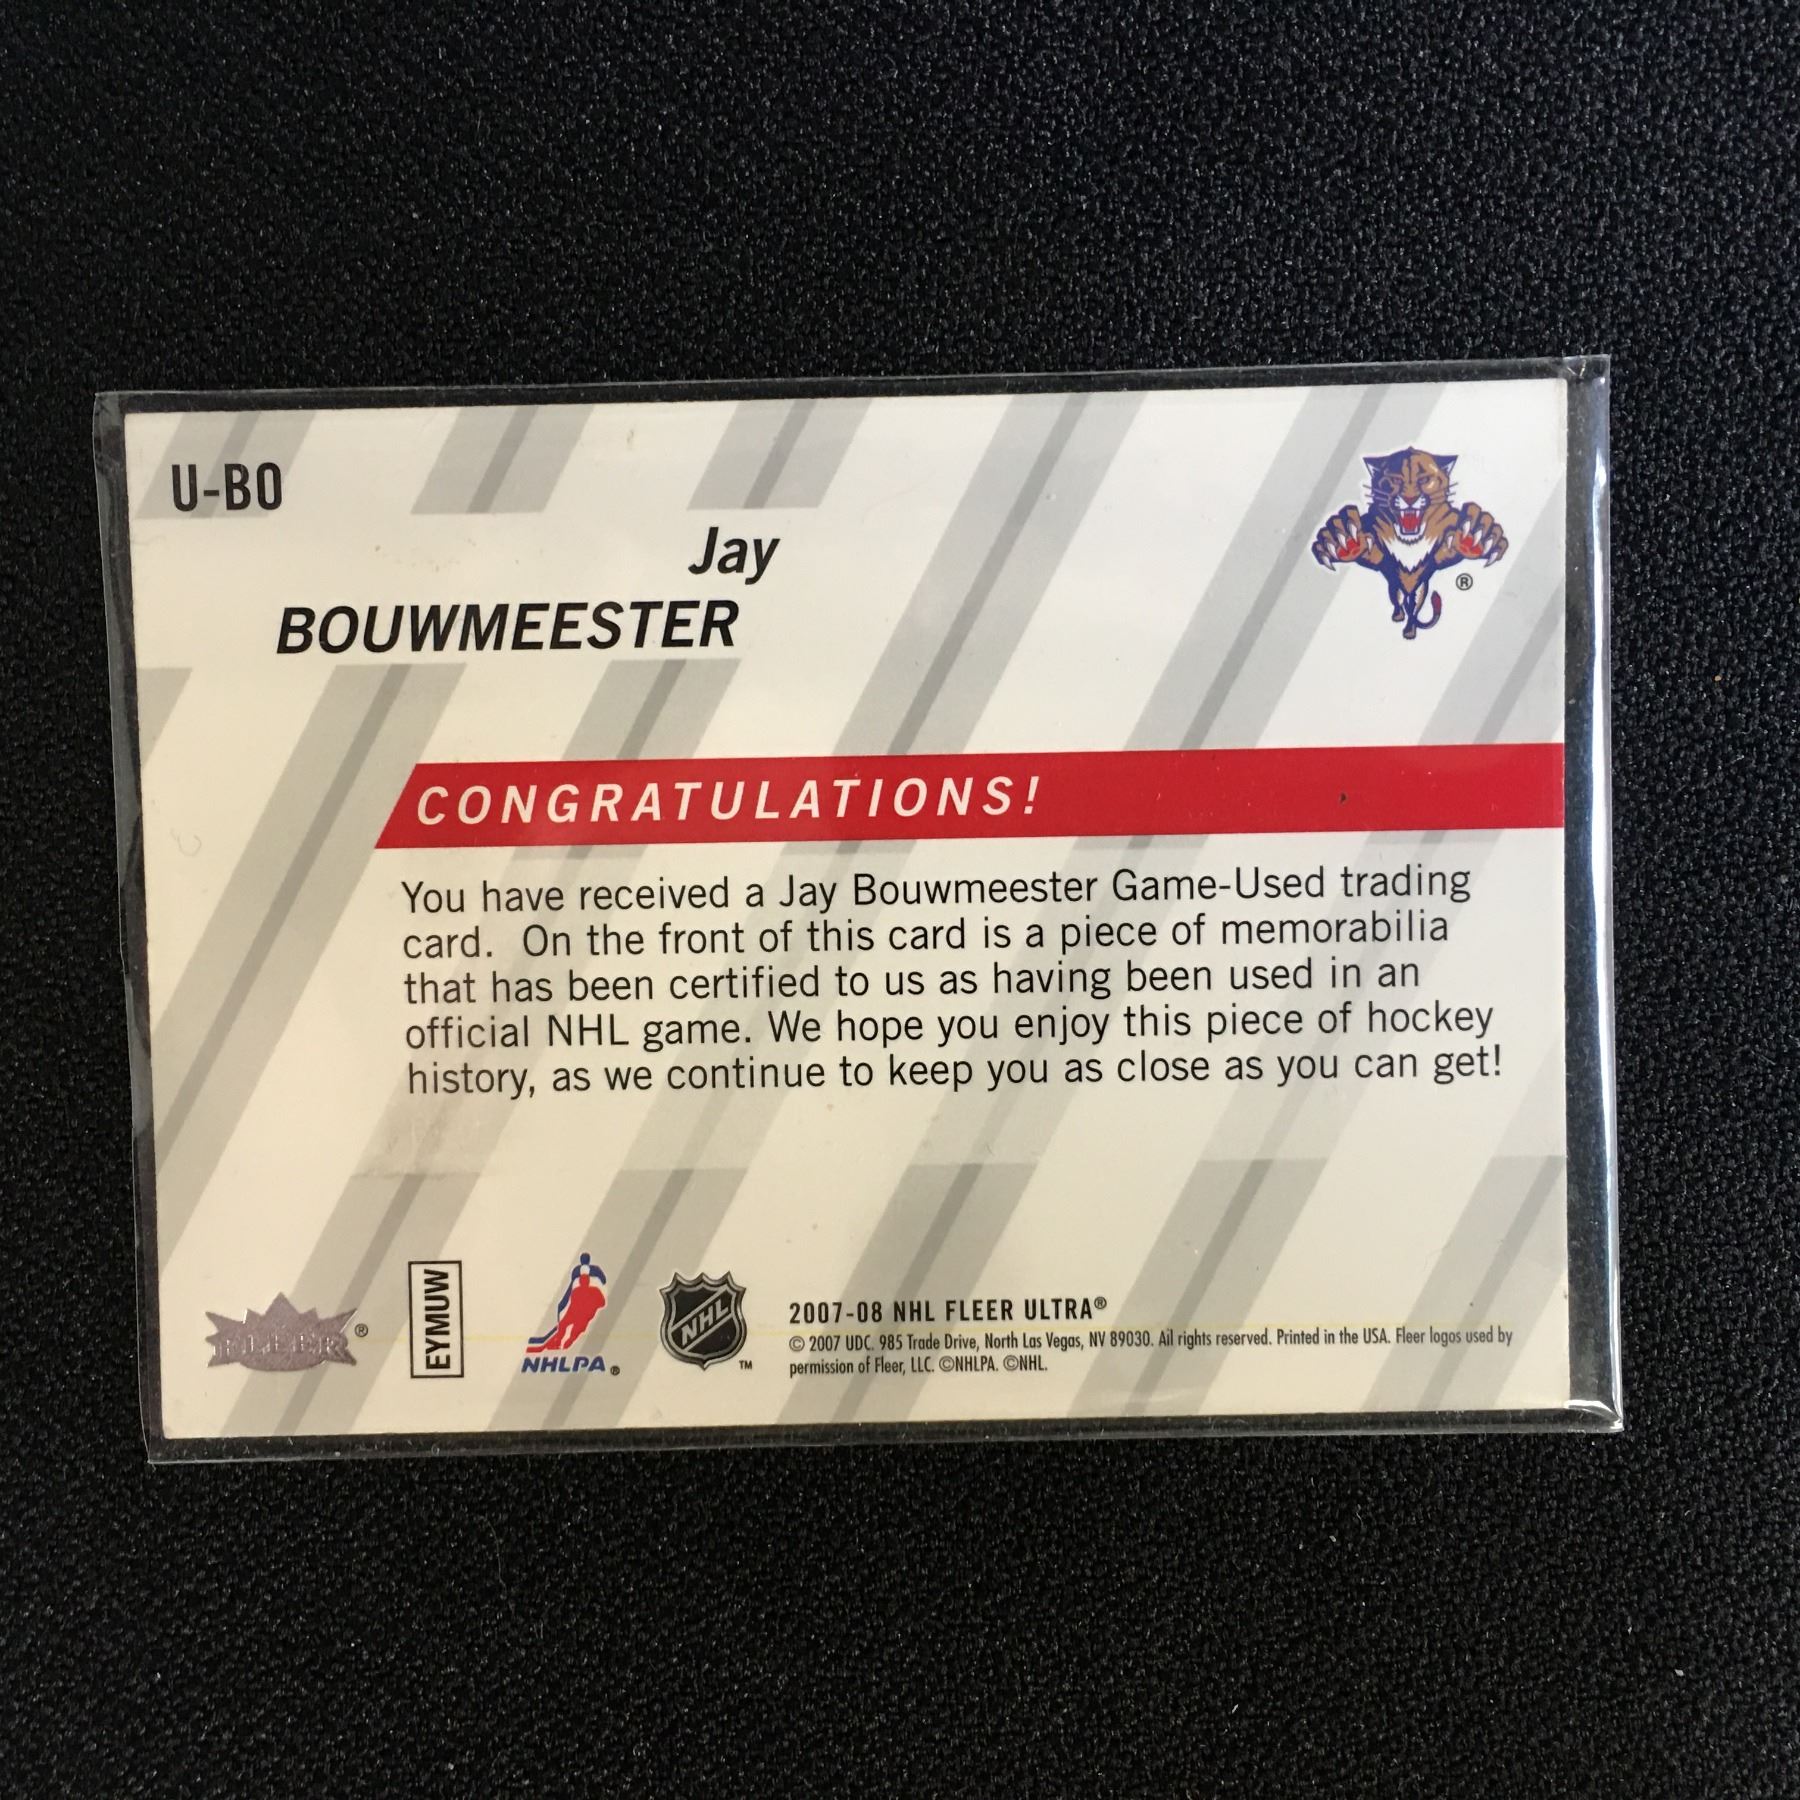 U-BO
Jay
BOUWMEESTER
®
CONGRATULATIONS!
You have received a Jay Bouwmeester Game-Used trading
card. On the front of this card is a piece of memorabilia
that has been certified to us as having been used in an
official NHL game. We hope you enjoy this piece of hockey
history, as we continue to keep you as close as you can get!
FLEER ®
EYMUW
NHLPA ®
NHL TM
2007-08 NHL FLEER ULTRA®
© 2007 UDC. 985 Trade Drive, North Las Vegas, NV 89030. All rights reserved. Printed in the USA. Fleer logos used by
permission of Fleer, LLC. ©NHLPA. ©NHL.